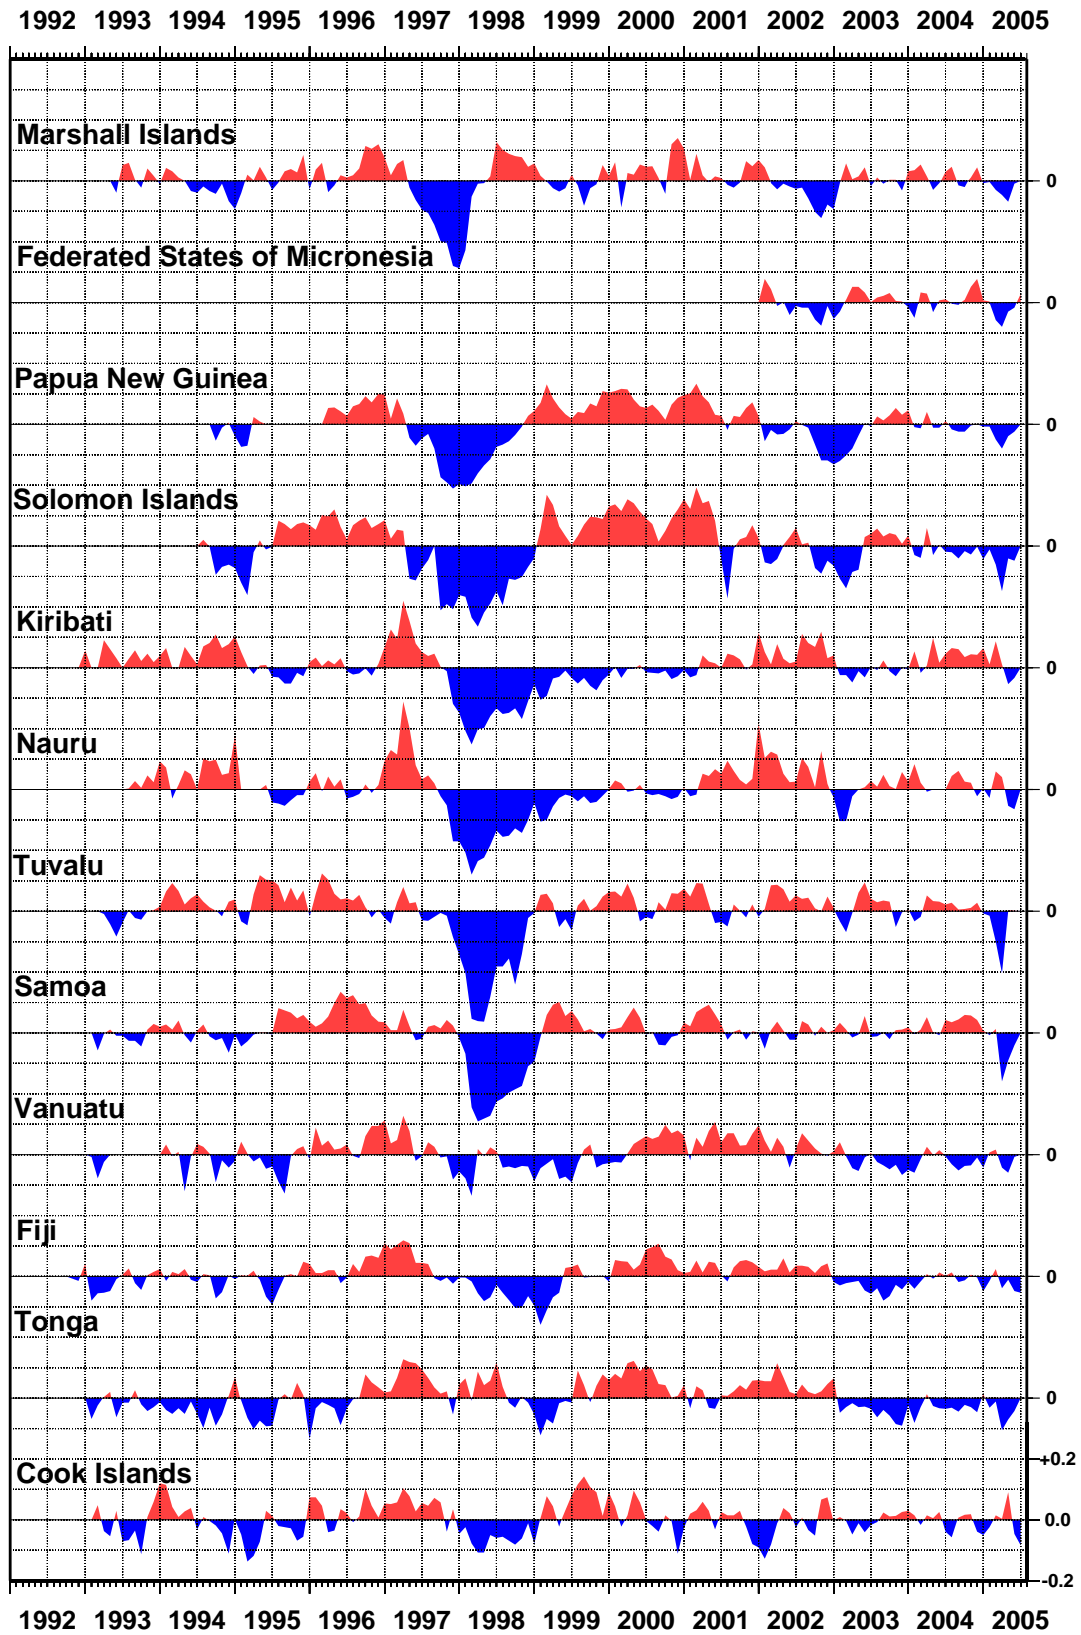 1992 1993 1994 1995 1996 1997 1998 1999 2000 2001 2002 2003 2004 2005
Marshall Islands
0
Federated States of Micronesia
0
Papua New Guinea
0
Solomon Islands
0
Kiribati
0
Nauru
0
Tuvalu
0
Samoa
0
Vanuatu
0
Fiji
0
Tonga
0
+0.2
Cook Islands
0.0
-0.2
1992 1993 1994 1995 1996 1997 1998 1999 2000 2001 2002 2003 2004 2005